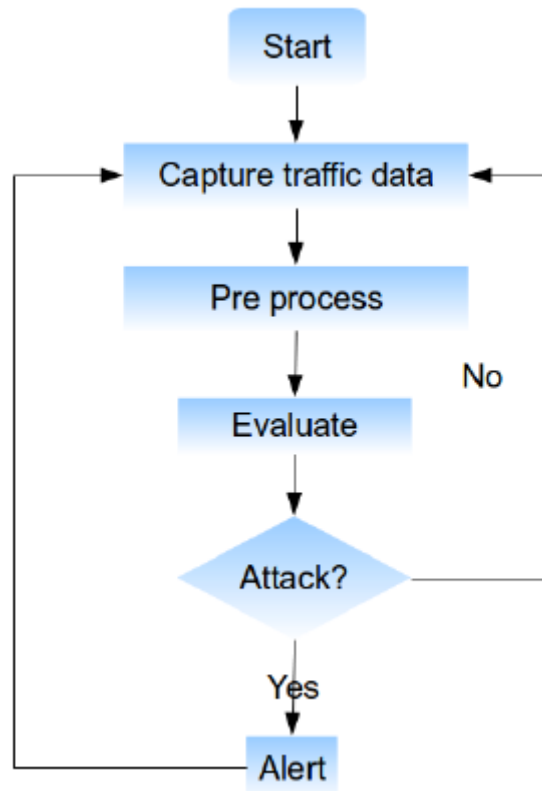 Start
Capture traffic data
Pre process
No
Evaluate
Attack?
Yes
Alert